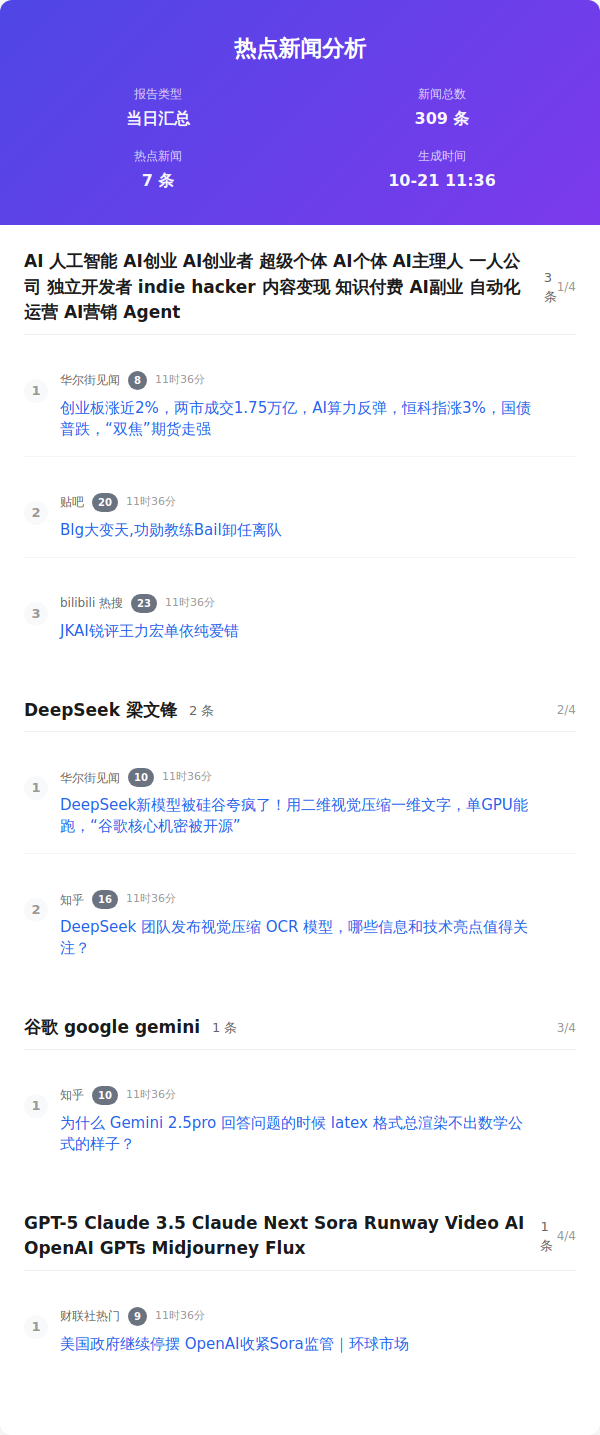 热点新闻分析
报告类型
新闻总数
当日汇总
309 条
热点新闻
生成时间
7 条
10-21 11:36
AI 人工智能 AI创业 AI创业者 超级个体 AI个体 AI主理人 一人公
司 独立开发者 indie hacker 内容变现 知识付费 AI副业 自动化
运营 AI营销 Agent
3
条
1/4
1
华尔街见闻 8 11时36分
创业板涨近2%，两市成交1.75万亿，AI算力反弹，恒科指涨3%，国债
普跌，“双焦”期货走强
2
贴吧 20 11时36分
Blg大变天,功勋教练Bail卸任离队
3
bilibili 热搜 23 11时36分
JKAI锐评王力宏单依纯爱错
DeepSeek 梁文锋 2 条 2/4
1
华尔街见闻 10 11时36分
DeepSeek新模型被硅谷夸疯了！用二维视觉压缩一维文字，单GPU能
跑，“谷歌核心机密被开源”
2
知乎 16 11时36分
DeepSeek 团队发布视觉压缩 OCR 模型，哪些信息和技术亮点值得关
注？
谷歌 google gemini 1 条 3/4
1
知乎 10 11时36分
为什么 Gemini 2.5pro 回答问题的时候 latex 格式总渲染不出数学公
式的样子？
GPT-5 Claude 3.5 Claude Next Sora Runway Video AI
OpenAI GPTs Midjourney Flux
1
条
4/4
1
财联社热门 9 11时36分
美国政府继续停摆 OpenAI收紧Sora监管｜环球市场